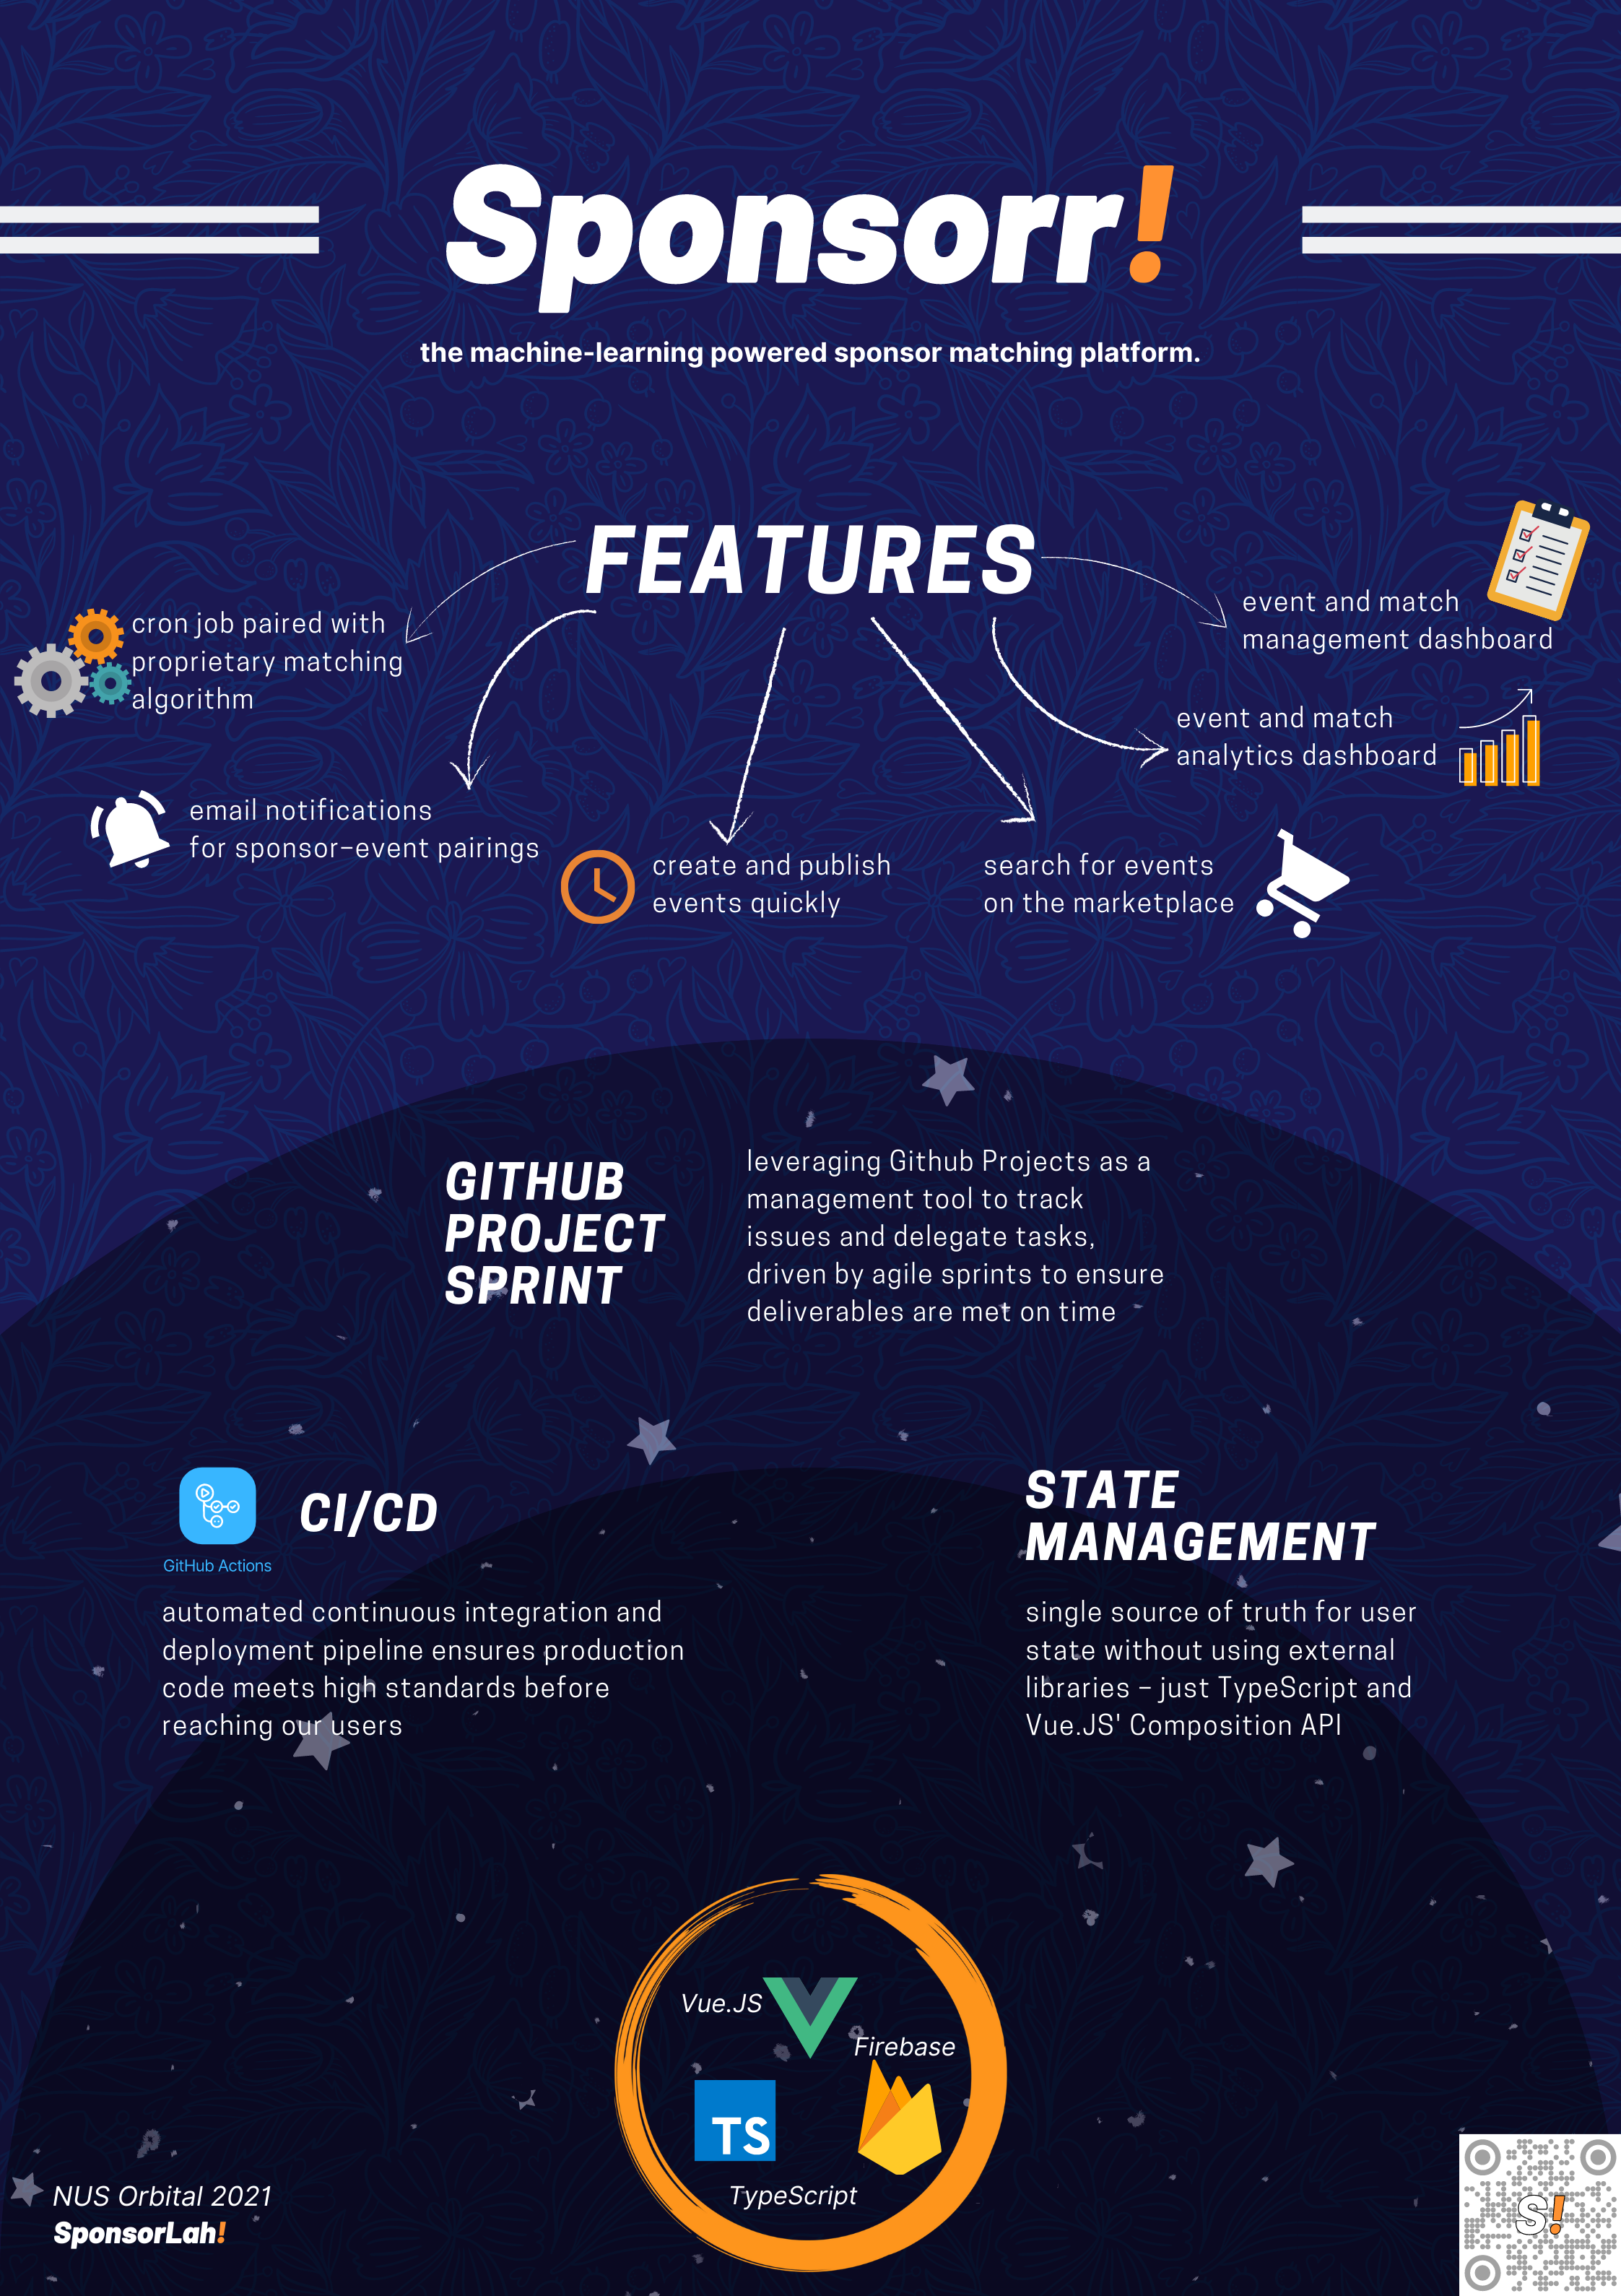 Sponsorr!
the machine-learning powered sponsor matching platform.
FEATURES
cron job paired with
proprietary matching
algorithm
email notifications
for sponsor-event pairings
create and publish
events quickly
search for events
on the marketplace
event and match
analytics dashboard
event and match
management dashboard
GITHUB
PROJECT
SPRINT
leveraging Github Projects as a
management tool to track
issues and delegate tasks,
driven by agile sprints to ensure
deliverables are met on time
GitHub Actions
CI/CD
automated continuous integration and
deployment pipeline ensures production
code meets high standards before
reaching our users
STATE
MANAGEMENT
single source of truth for user
state without using external
libraries - just TypeScript and
Vue.JS' Composition API
Vue.JS
Firebase
TS
TypeScript
NUS Orbital 2021
SponsorLah!
S!